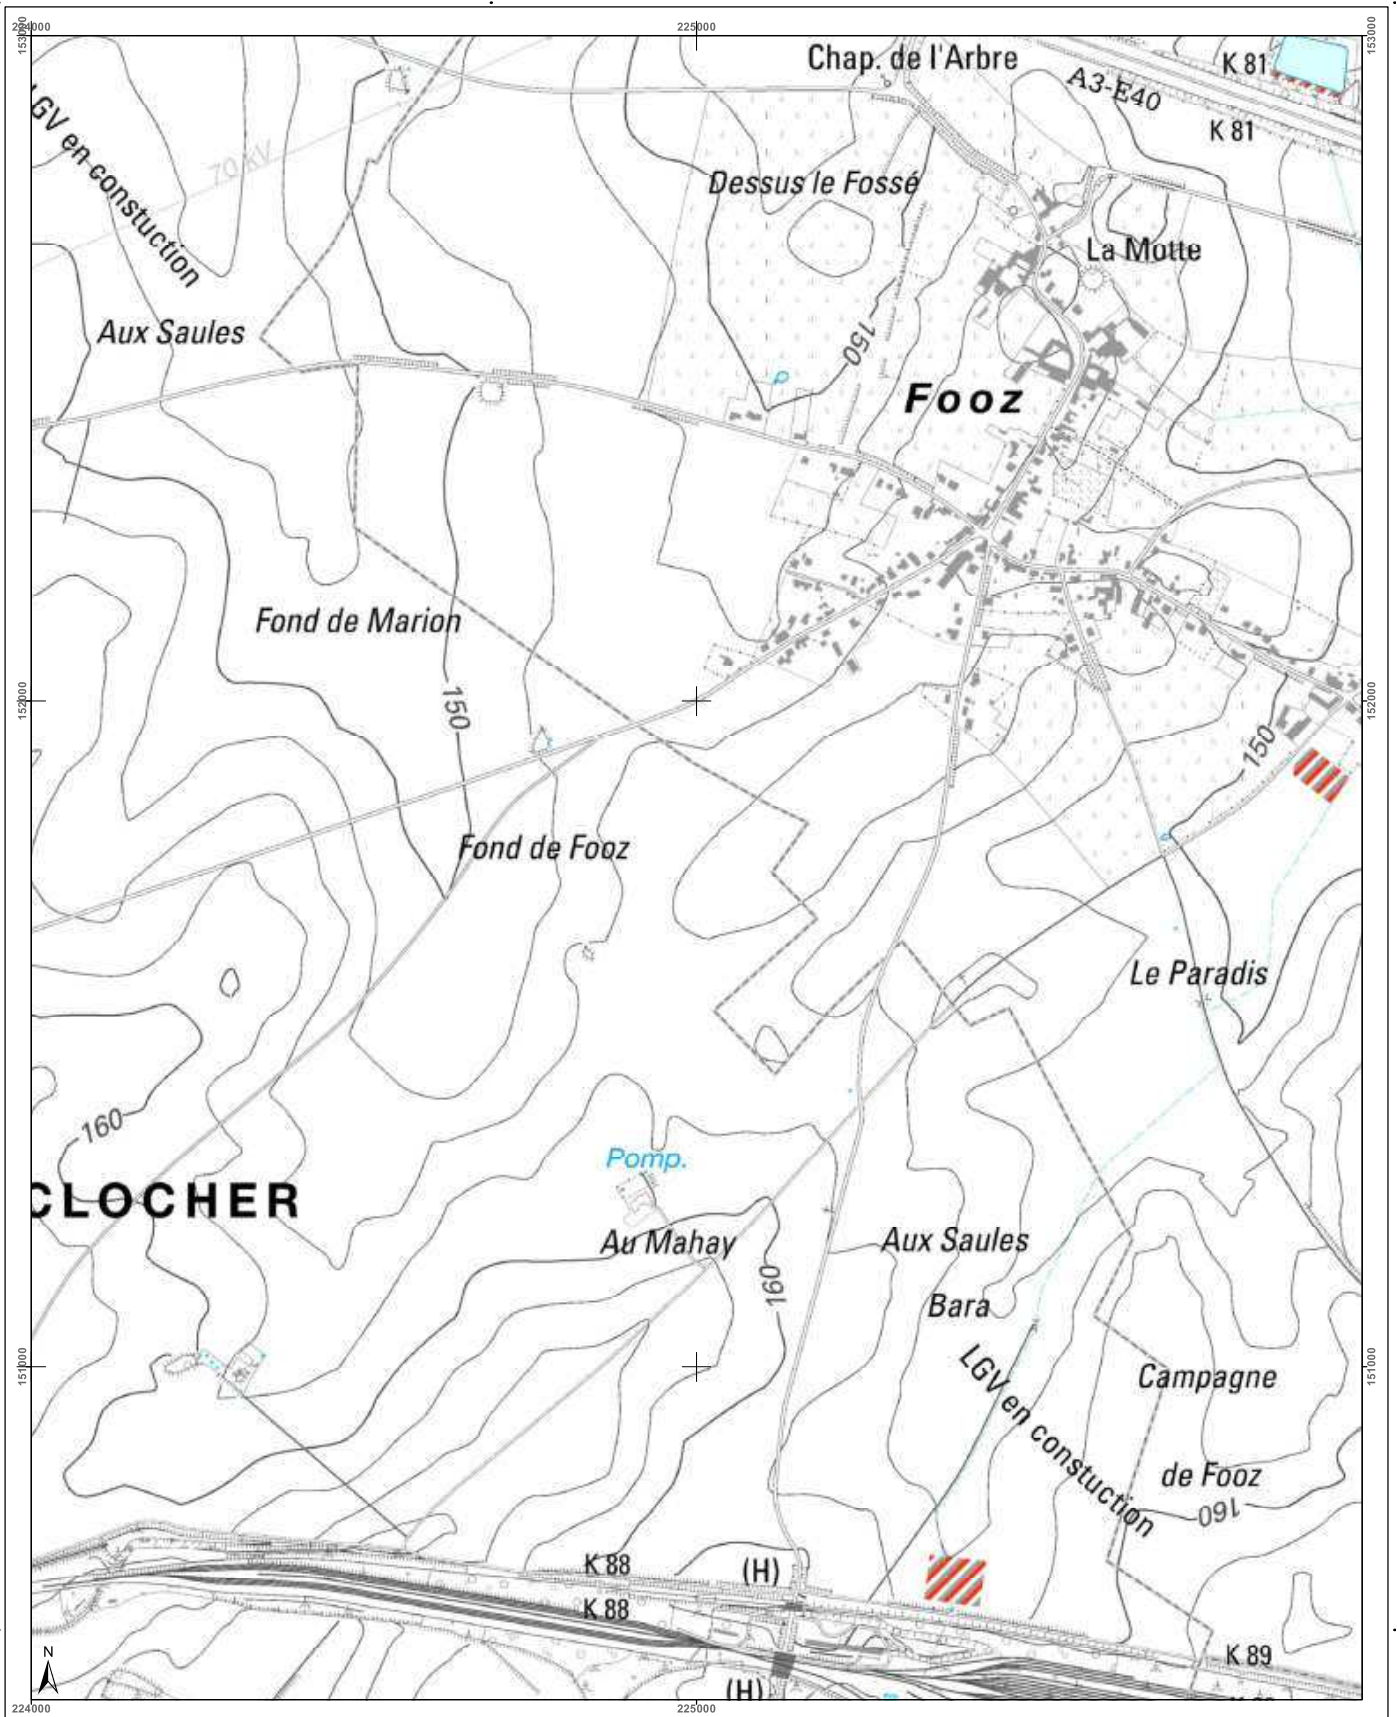 224000
225000
153000
153000
Chap. de l'Arbre
K 81
A3-E40
K 81
LGV en constuction
70 kV
Dessus le Fossé
La Motte
Aux Saules
150
Fooz
Fond de Marion
152000
150
152000
150
Fond de Fooz
Le Paradis
160
Pomp.
CLOCHER
Au Mahay
Aux Saules
160
Bara
151000
LGV en constuction
Campagne
151000
de Fooz
160
K 88
(H)
K 88
N
K 89
(H)
224000
225000